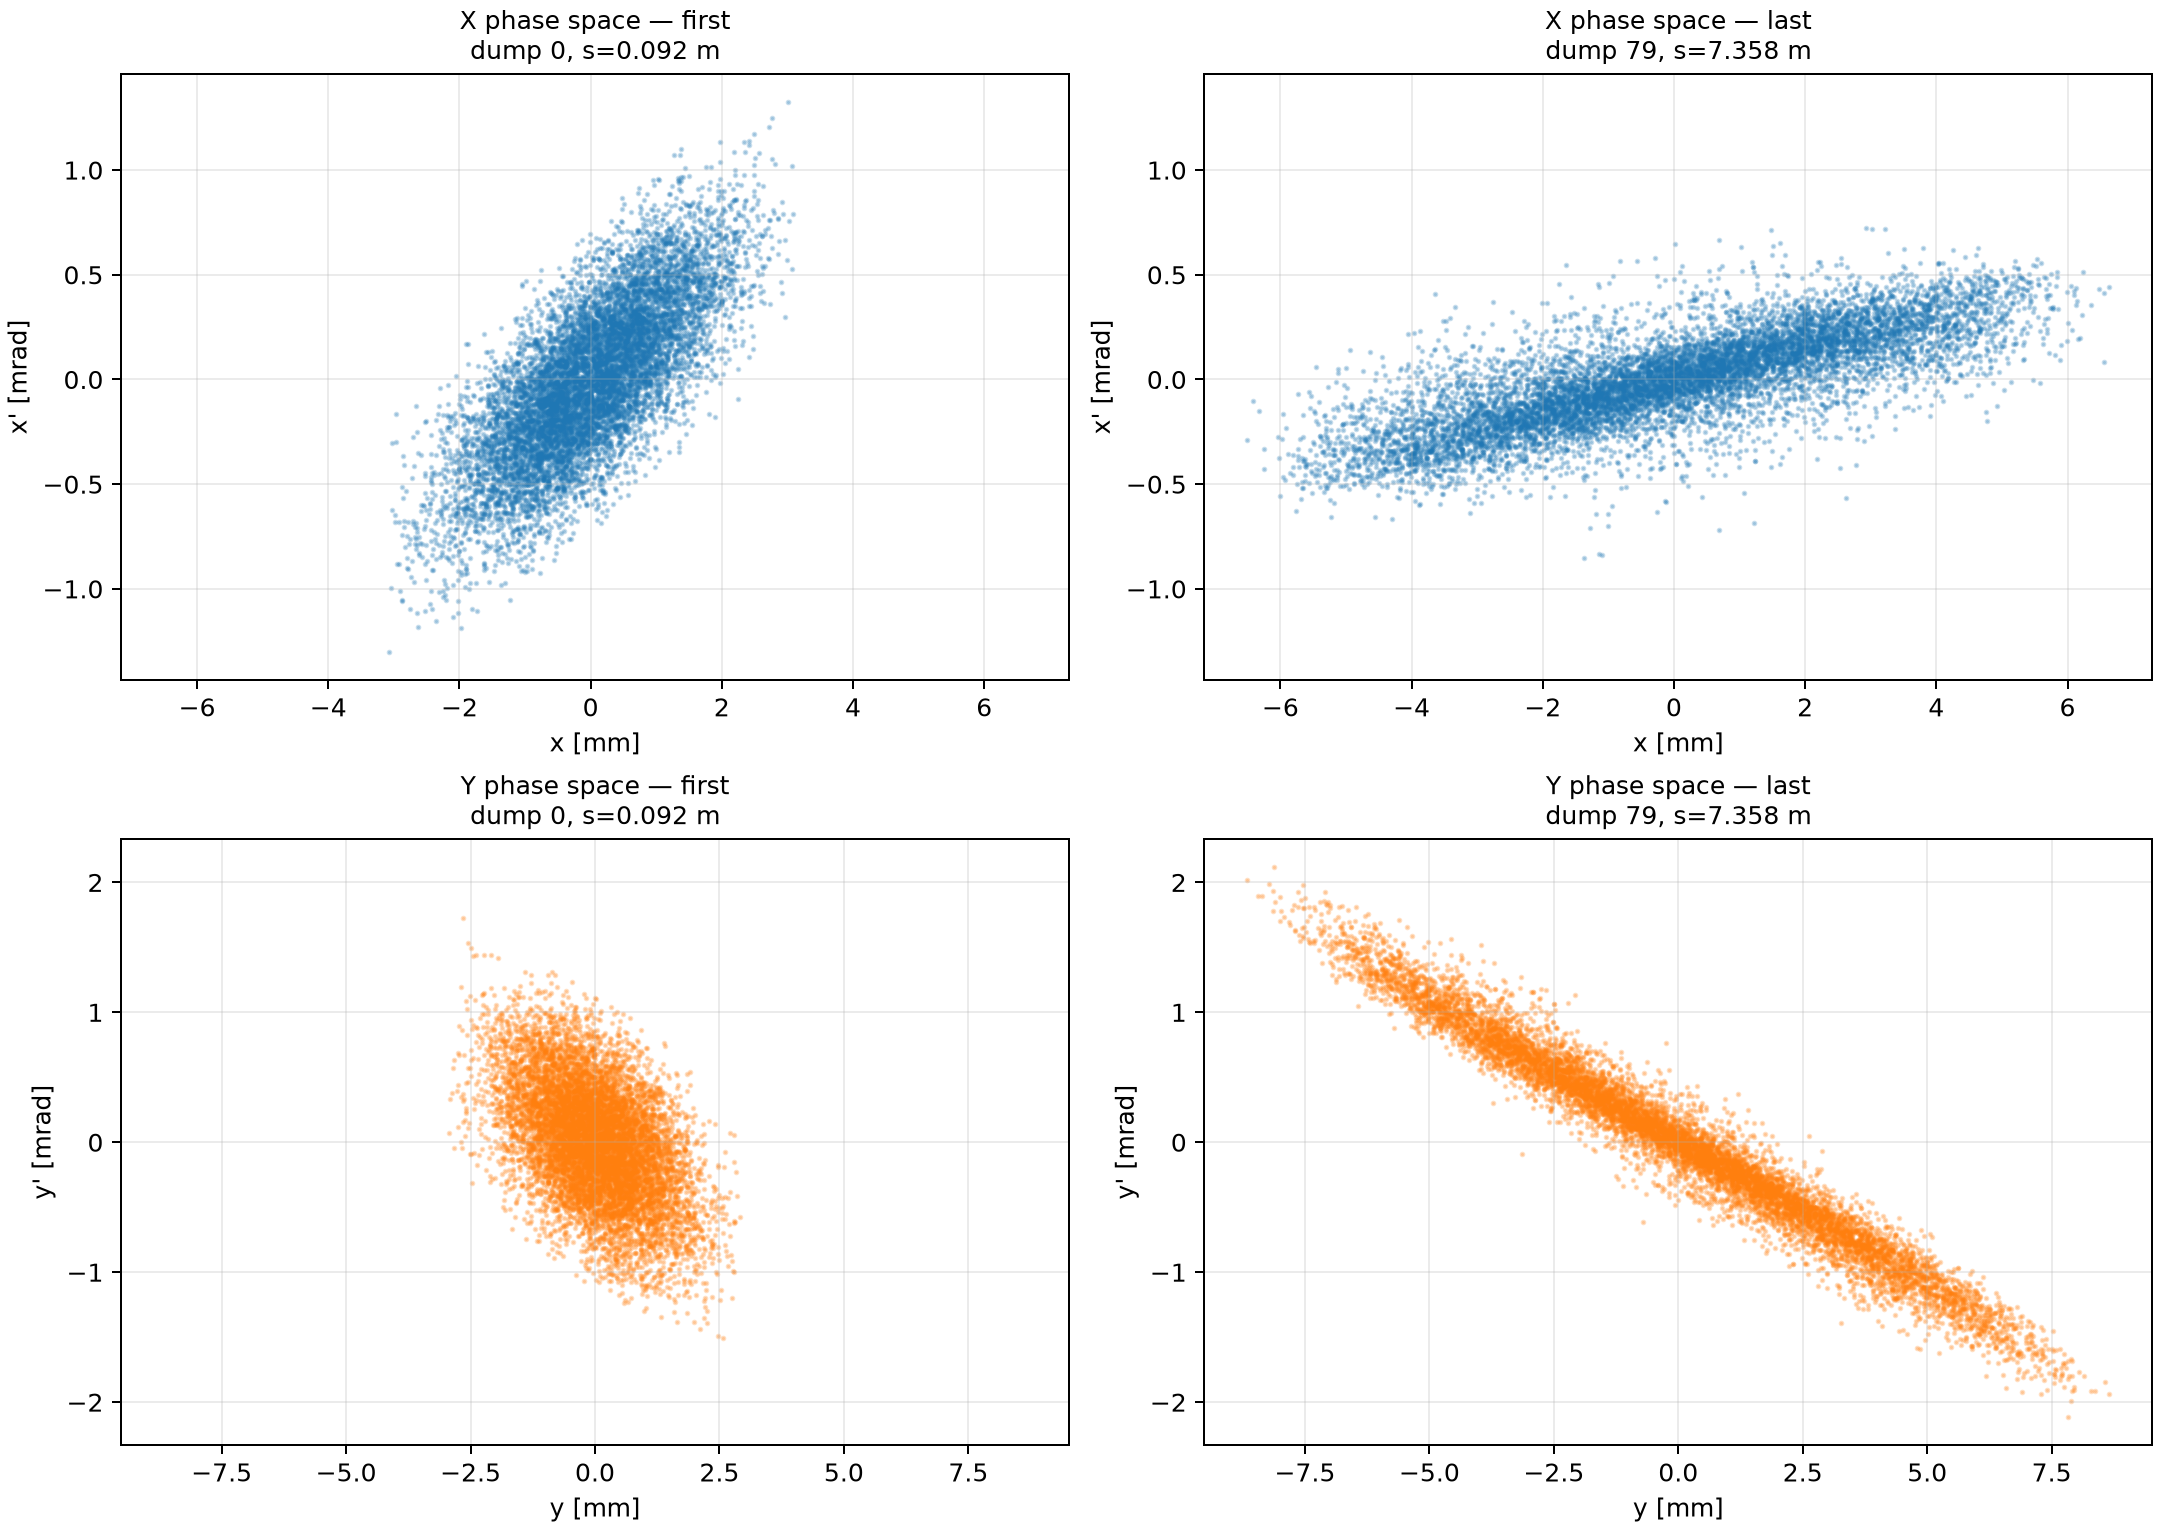 X phase space — first
dump 0, s=0.092 m
x' [mrad]
1.0
0.5
0.0
−0.5
−1.0
−6 −4 −2 0 2 4 6
x [mm]
X phase space — last
dump 79, s=7.358 m
x' [mrad]
1.0
0.5
0.0
−0.5
−1.0
−6 −4 −2 0 2 4 6
x [mm]
Y phase space — first
dump 0, s=0.092 m
y' [mrad]
2
1
0
−1
−2
−7.5 −5.0 −2.5 0.0 2.5 5.0 7.5
y [mm]
Y phase space — last
dump 79, s=7.358 m
y' [mrad]
2
1
0
−1
−2
−7.5 −5.0 −2.5 0.0 2.5 5.0 7.5
y [mm]